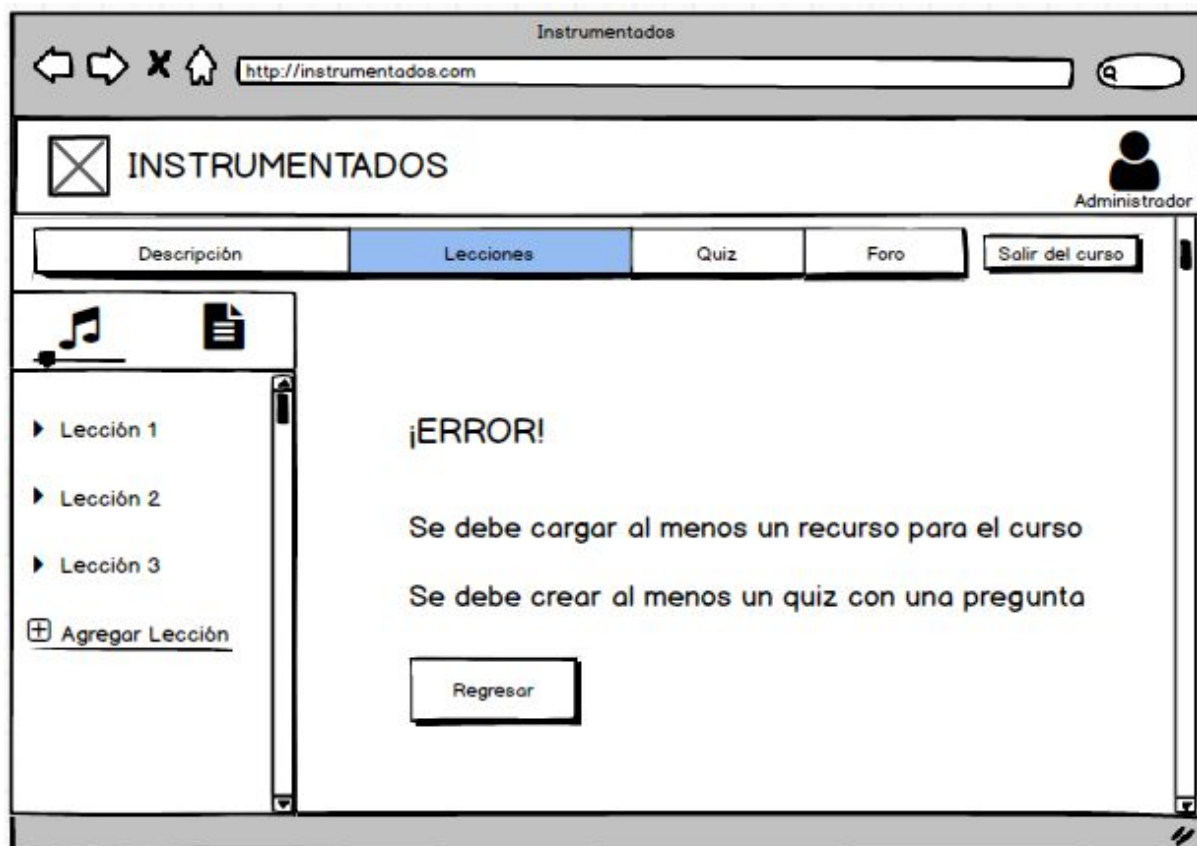 Instrumentados
http://instrumentados.com
INSTRUMENTADOS
Administrador
Descripción
Lecciones
Quiz
Foro
Salir del curso
Lección 1
Lección 2
Lección 3
Agregar Lección
¡ERROR!
Se debe cargar al menos un recurso para el curso
Se debe crear al menos un quiz con una pregunta
Regresar